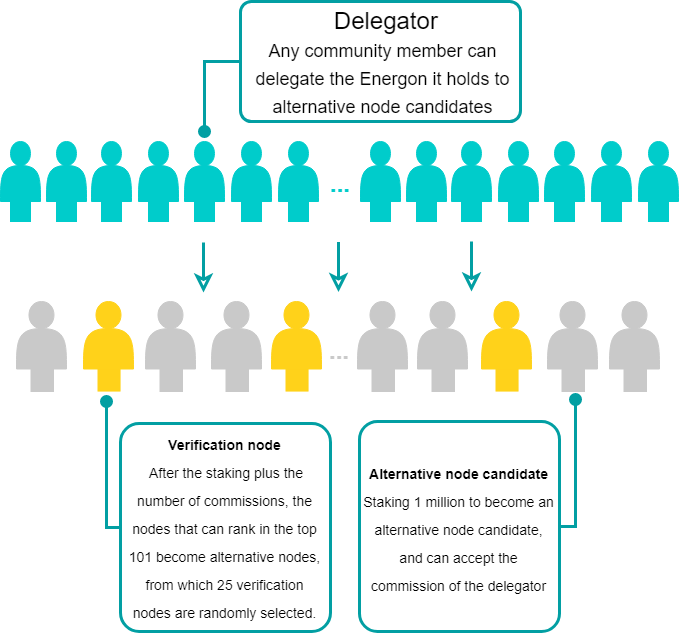 Delegator
Any community member can
delegate the Energon it holds to
alternative node candidates
...
...
Verification node
After the staking plus the
number of commissions, the
nodes that can rank in the top
101 become alternative nodes,
from which 25 verification
nodes are randomly selected.
Alternative node candidate
Staking 1 million to become an
alternative node candidate,
and can accept the
commission of the delegator